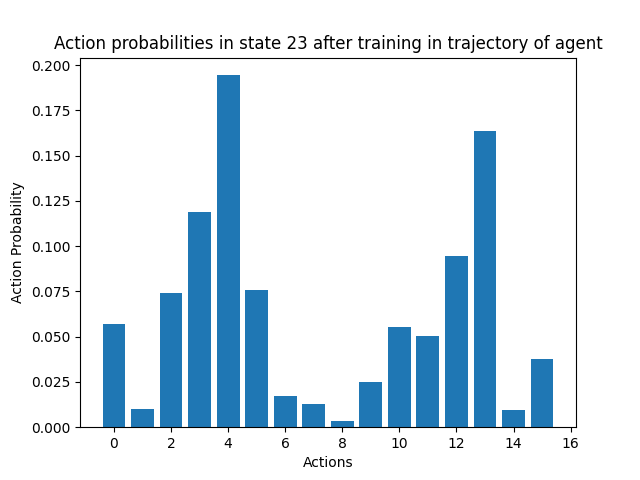 Action probabilities in state 23 after training in trajectory of agent
0.200
0.175
0.150
0.125
0.100
0.075
0.050
0.025
0.000
Action Probability
0 2 4 6 8 10 12 14 16
Actions